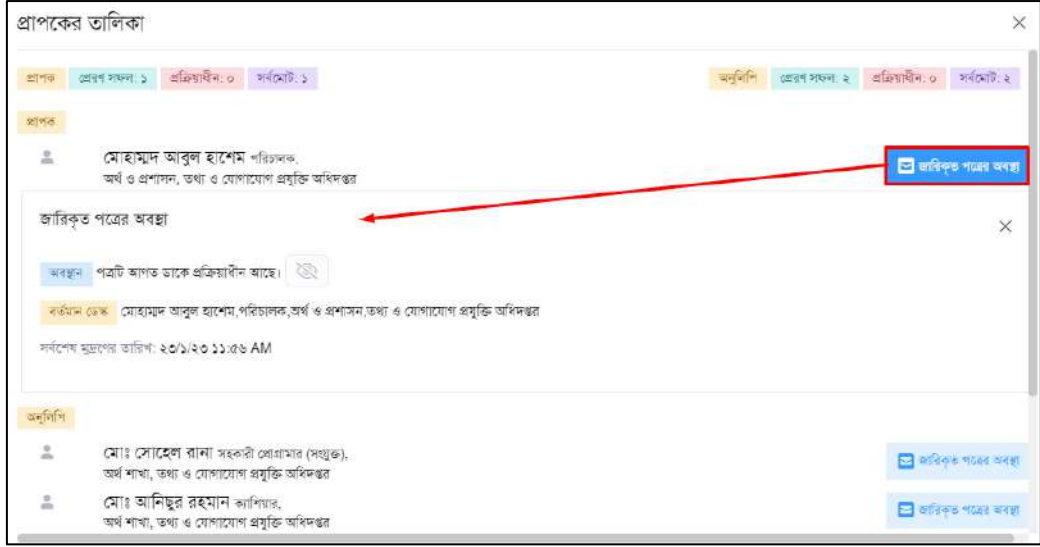 প্রাপকের তালিকা
প্রাপক প্রেরণ সফল: ১ প্রক্রিয়াধীন: ০ সর্বমোট: ১ অনুলিপি প্রেরণ সফল: ২ প্রক্রিয়াধীন: ০ সর্বমোট: ২
প্রাপক
মোহাম্মদ আবুল হাশেম পরিচালক, জারিকৃত পত্রের অবস্থা
অর্থ ও প্রশাসন, তথ্য ও যোগাযোগ প্রযুক্তি অধিদপ্তর
জারিকৃত পত্রের অবস্থা
অবস্থান পত্রটি আগত ডাকে প্রক্রিয়াধীন আছে।
বর্তমান ডেস্ক মোহাম্মদ আবুল হাশেম,পরিচালক,অর্থ ও প্রশাসন,তথ্য ও যোগাযোগ প্রযুক্তি অধিদপ্তর
সর্বশেষ মুদ্রণের তারিখ: ২৩/১/২৩ ১১:৫৬ AM
অনুলিপি
মোঃ সোহেল রানা সহকারী প্রোগ্রামার (সংযুক্ত), জারিকৃত পত্রের অবস্থা
অর্থ শাখা, তথ্য ও যোগাযোগ প্রযুক্তি অধিদপ্তর
মোঃ আনিছুর রহমান ক্যাশিয়ার, জারিকৃত পত্রের অবস্থা
অর্থ শাখা, তথ্য ও যোগাযোগ প্রযুক্তি অধিদপ্তর